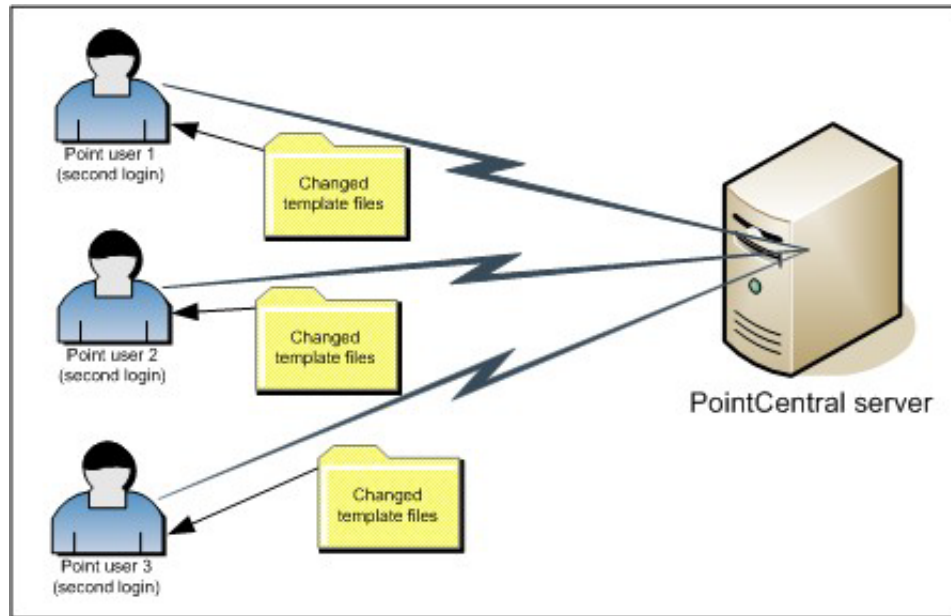 Point user 1
(second login)
Changed
template files
Point user 2
(second login)
Changed
template files
PointCentral server
Point user 3
(second login)
Changed
template files